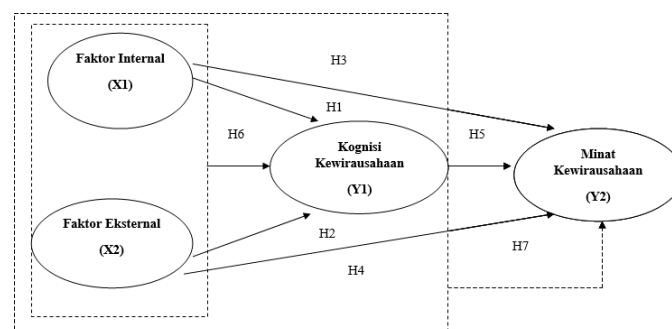 Faktor Internal
(X1)
H3
H1
H6
Kognisi
Kewirausahaan
(Y1)
H5
Minat
Kewirausahaan
(Y2)
Faktor Eksternal
(X2)
H2
H4
H7